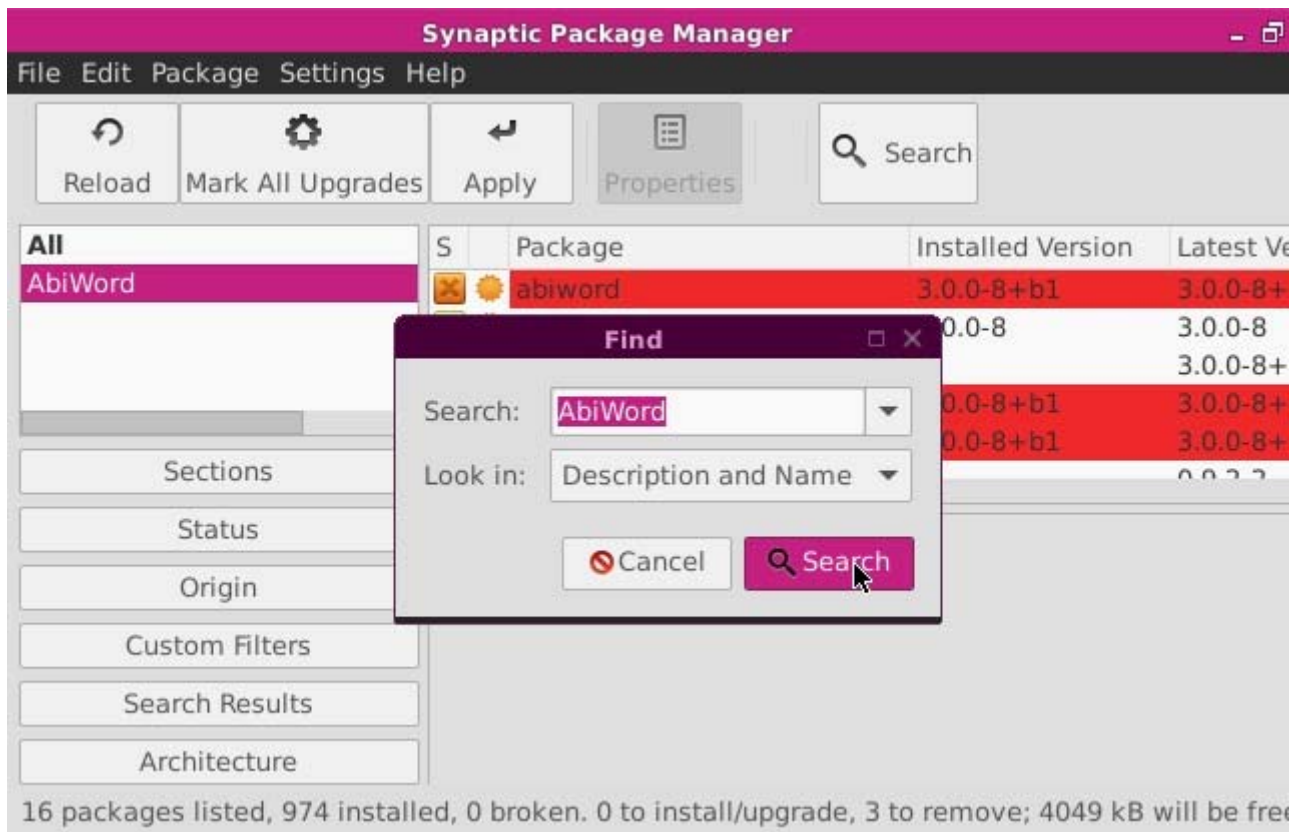 Synaptic Package Manager
File Edit Package Settings Help
Reload Mark All Upgrades Apply Properties Search
All
AbiWord
S Package Installed Version Latest Ve
abiword 3.0.0-8+b1 3.0.0-8+
.0.0-8 3.0.0-8
3.0.0-8+
.0.0-8+b1 3.0.0-8+
.0.0-8+b1 3.0.0-8+
Find
Search: AbiWord
Look in: Description and Name
Cancel Search
Sections
Status
Origin
Custom Filters
Search Results
Architecture
16 packages listed, 974 installed, 0 broken. 0 to install/upgrade, 3 to remove; 4049 kB will be free